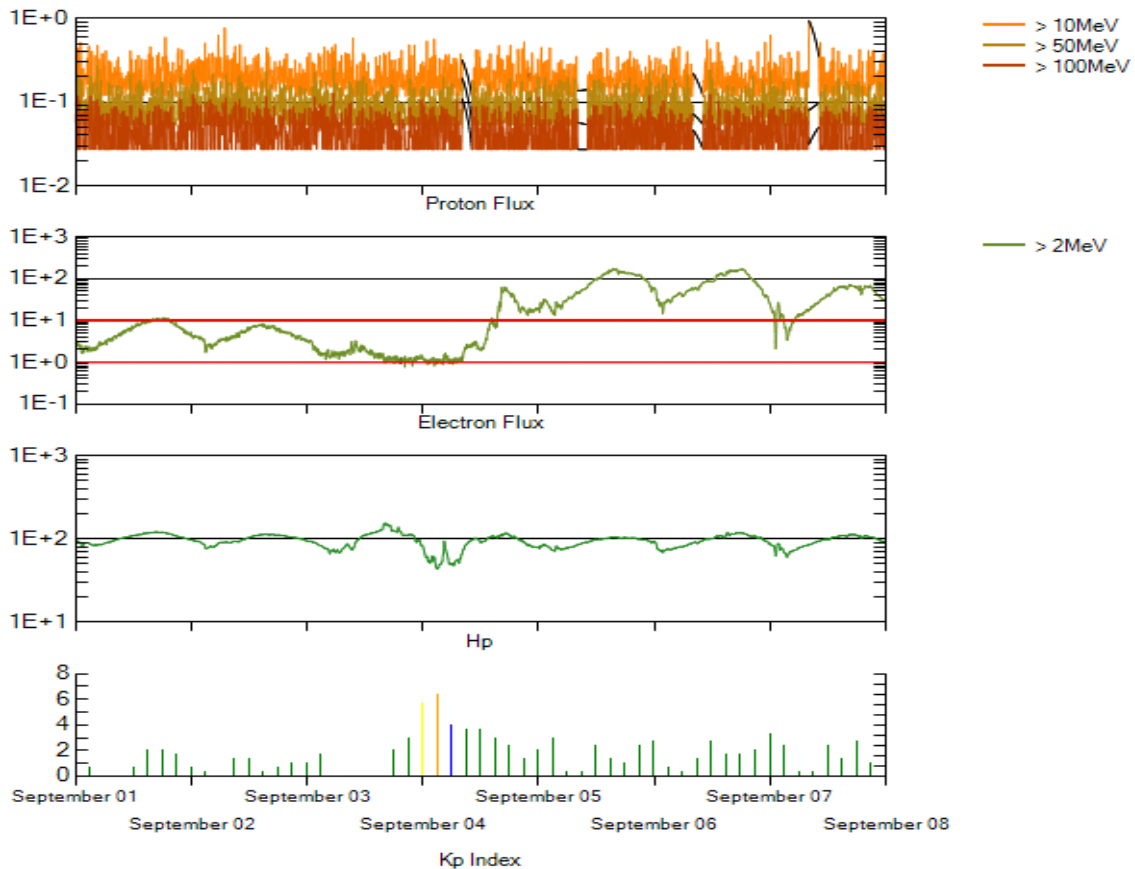 1E+0
1E-1
1E-2
Proton Flux
> 10MeV
> 50MeV
> 100MeV
1E+3
1E+2
1E+1
1E+0
1E-1
Electron Flux
> 2MeV
1E+3
1E+2
1E+1
Hp
8
6
4
2
0
September 01 September 03 September 05 September 07
September 02 September 04 September 06 September 08
Kp Index